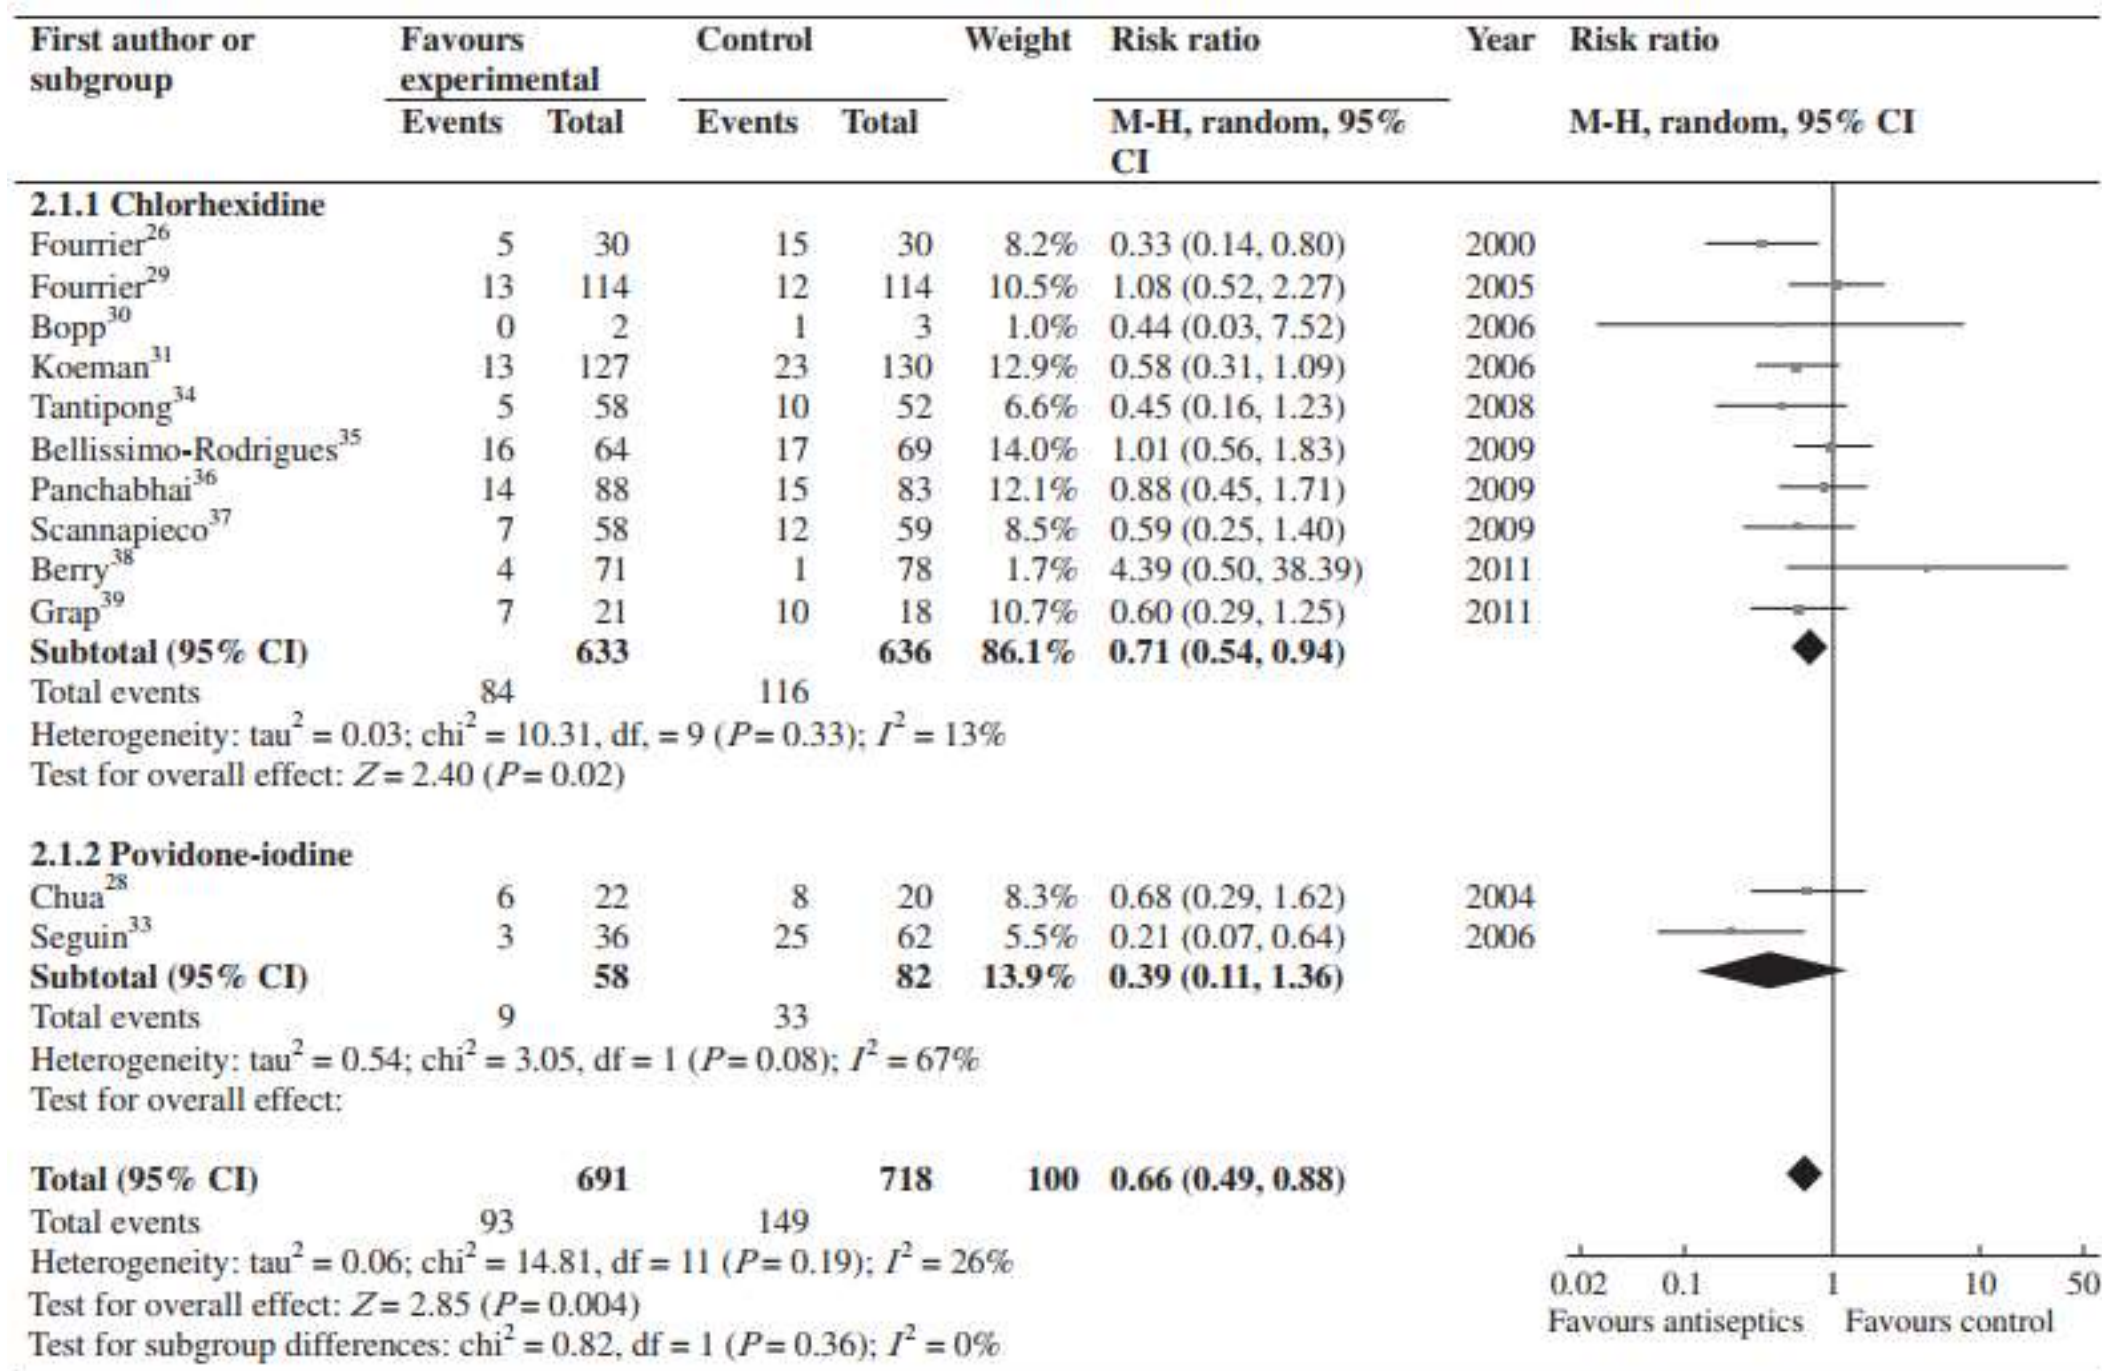 First author or subgroup Favours experimental Control Weight Risk ratio Year Risk ratio
Events Total Events Total M-H, random, 95% CI M-H, random, 95% CI
2.1.1 Chlorhexidine
Fourrier26 5 30 15 30 8.2% 0.33 (0.14, 0.80) 2000
Fourrier29 13 114 12 114 10.5% 1.08 (0.52, 2.27) 2005
Bopp30 0 2 1 3 1.0% 0.44 (0.03, 7.52) 2006
Koeman31 13 127 23 130 12.9% 0.58 (0.31, 1.09) 2006
Tantipong34 5 58 10 52 6.6% 0.45 (0.16, 1.23) 2008
Bellissimo-Rodrigues35 16 64 17 69 14.0% 1.01 (0.56, 1.83) 2009
Panchabhai36 14 88 15 83 12.1% 0.88 (0.45, 1.71) 2009
Scannapieco37 7 58 12 59 8.5% 0.59 (0.25, 1.40) 2009
Berry38 4 71 1 78 1.7% 4.39 (0.50, 38.39) 2011
Grap39 7 21 10 18 10.7% 0.60 (0.29, 1.25) 2011
Subtotal (95% CI) 633 636 86.1% 0.71 (0.54, 0.94)
Total events 84 116
Heterogeneity: tau2 = 0.03; chi2 = 10.31, df, = 9 (P = 0.33); I2 = 13%
Test for overall effect: Z = 2.40 (P = 0.02)
2.1.2 Povidone-iodine
Chua28 6 22 8 20 8.3% 0.68 (0.29, 1.62) 2004
Seguin33 3 36 25 62 5.5% 0.21 (0.07, 0.64) 2006
Subtotal (95% CI) 58 82 13.9% 0.39 (0.11, 1.36)
Total events 9 33
Heterogeneity: tau2 = 0.54; chi2 = 3.05, df = 1 (P = 0.08); I2 = 67%
Test for overall effect:
Total (95% CI) 691 718 100 0.66 (0.49, 0.88)
Total events 93 149
Heterogeneity: tau2 = 0.06; chi2 = 14.81, df = 11 (P = 0.19); I2 = 26%
Test for overall effect: Z = 2.85 (P = 0.004)
Test for subgroup differences: chi2 = 0.82, df = 1 (P = 0.36); I2 = 0%
0.02 0.1 1 10 50
Favours antiseptics Favours control